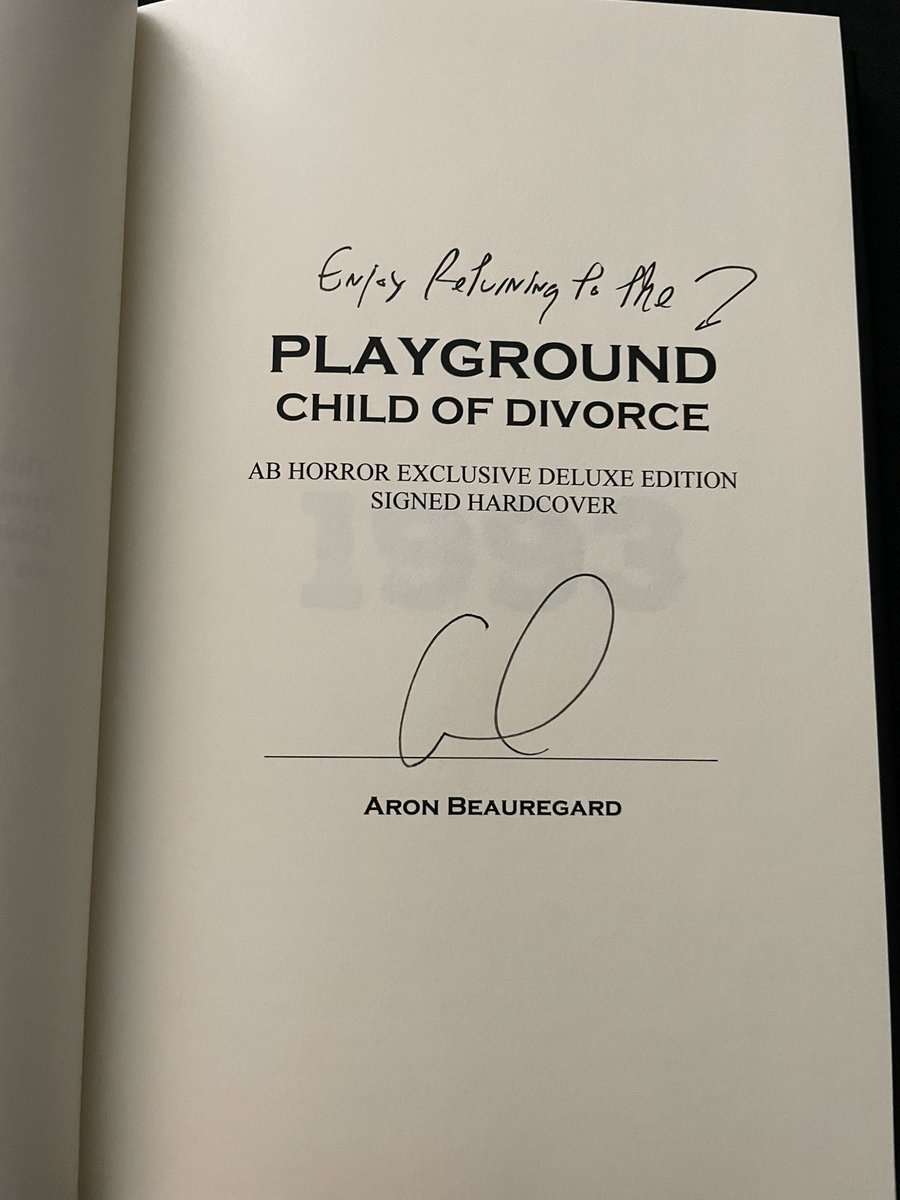 Enjoy Returning to the
PLAYGROUND
CHILD OF DIVORCE
AB HORROR EXCLUSIVE DELUXE EDITION
SIGNED HARDCOVER
1993
ARON BEAUREGARD